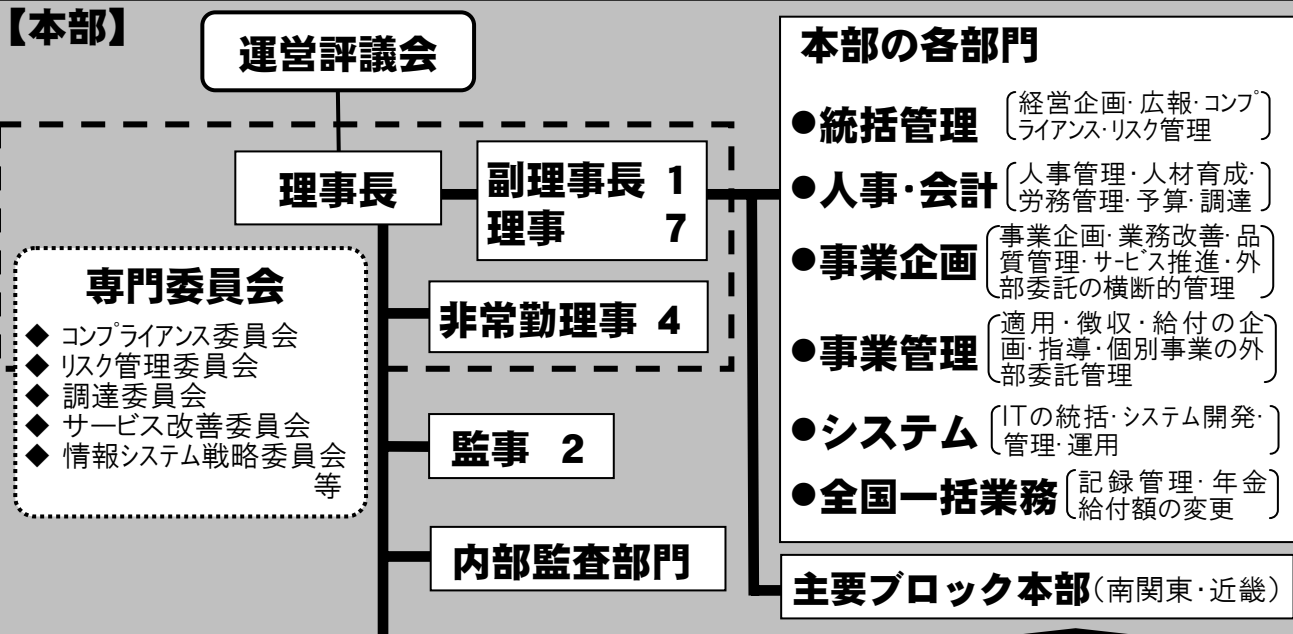 【本部】
運営評議会
理事長
副理事長 1
理事 7
非常勤理事 4
監事 2
内部監査部門
専門委員会
◆ コンプライアンス委員会
◆ リスク管理委員会
◆ 調達委員会
◆ サービス改善委員会
◆ 情報システム戦略委員会
等
本部の各部門
●統括管理
経営企画・広報・コンプ
ライアンス・リスク管理
●人事・会計
人事管理・人材育成・
労務管理・予算・調達
●事業企画
事業企画・業務改善・品
質管理・サービス推進・外
部委託の横断的管理
●事業管理
適用・徴収・給付の企
画・指導・個別事業の外
部委託管理
●システム
ITの統括・システム開発・
管理・運用
●全国一括業務
記録管理・年金
給付額の変更
主要ブロック本部(南関東・近畿)